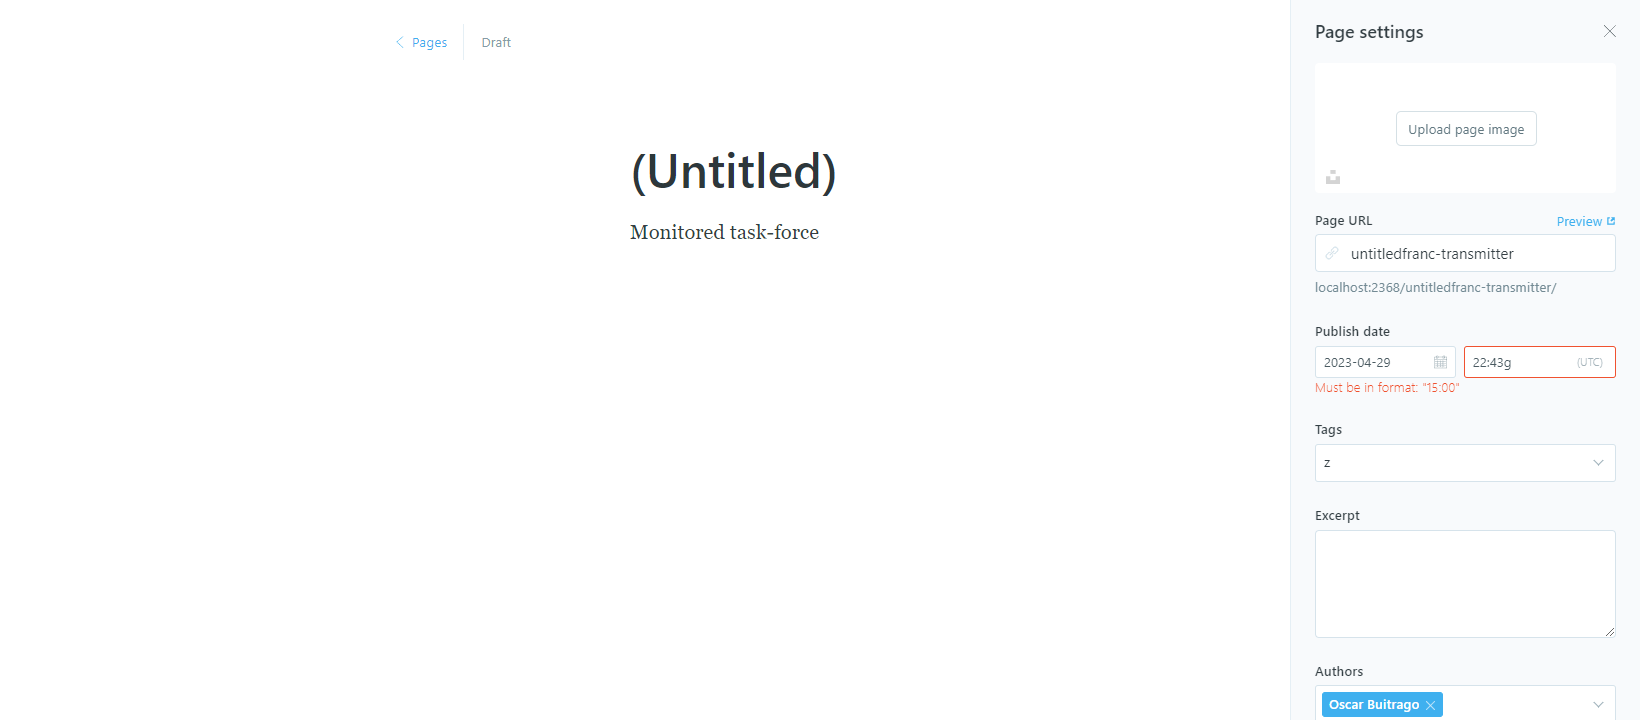 Pages
Draft
(Untitled)
Monitored task-force
Page settings
Upload page image
Page URL
Preview
untitledfranc-transmitter
localhost:2368/untitledfranc-transmitter/
Publish date
2023-04-29
22:43g
(UTC)
Must be in format: "15:00"
Tags
z
Excerpt
Authors
Oscar Buitrago